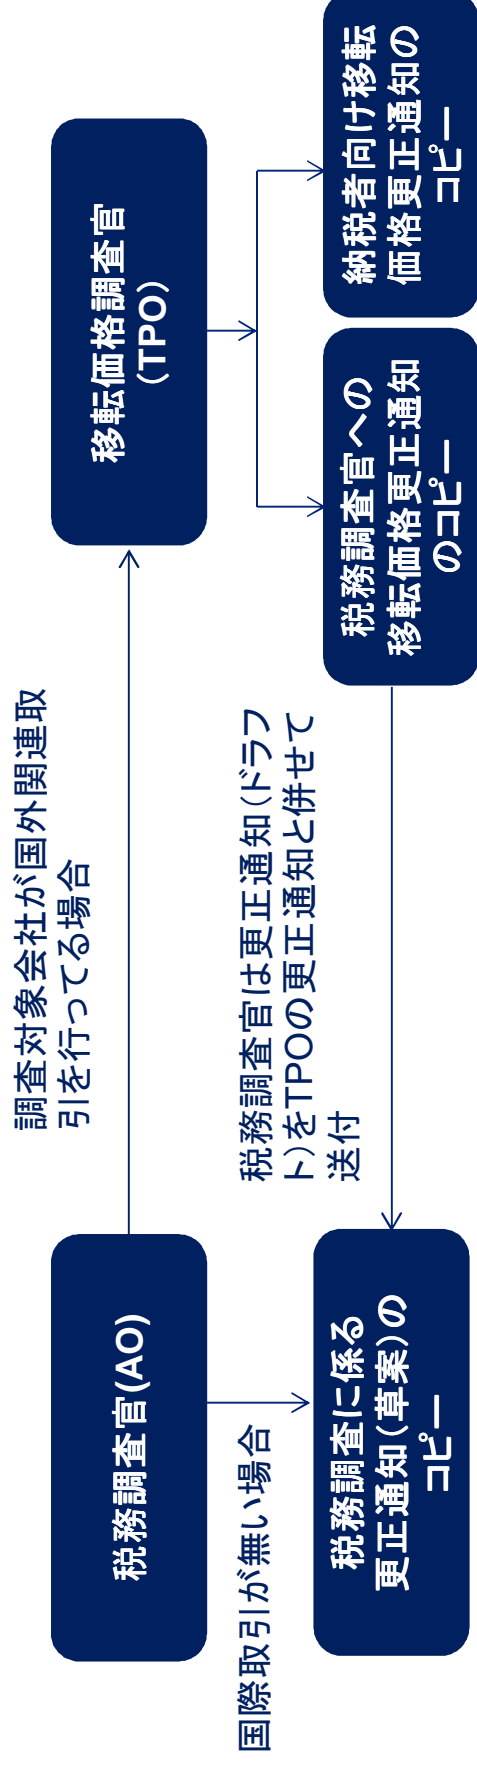 税務調査官(AO)
調査対象会社が国外関連取
引を行ってる場合
移転価格調査官
(TPO)
国際取引が無い場合
税務調査に係る
更正通知(草案)の
コピー
税務調査官は更正通知(ドラフ
ト)をTPOの更正通知と併せて
送付
税務調査官への
移転価格更正通知
のコピー
納税者向け移転
価格更正通知の
コピー